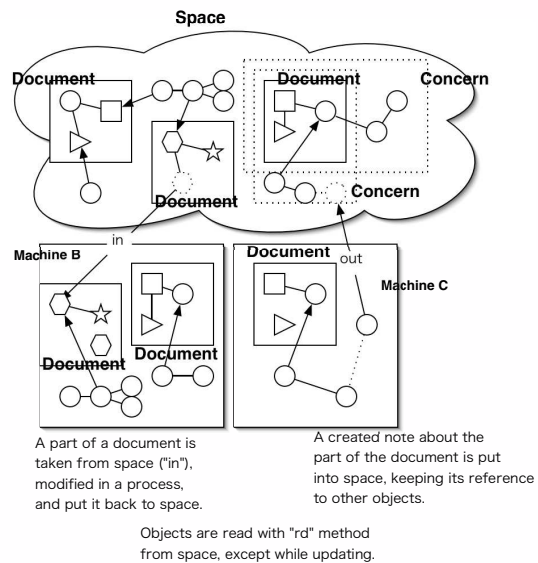 Space
Document
Document
Concern
Document
Concern
in
Machine B
Document
out
Machine C
Document
Document
A part of a document is
taken from space ("in"),
modified in a process,
and put it back to space.
A created note about the
part of the document is put
into space, keeping its reference
to other objects.
Objects are read with "rd" method
from space, except while updating.